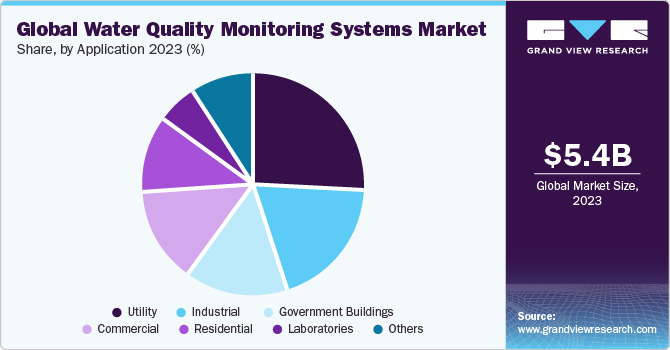 Global Water Quality Monitoring Systems Market
Share, by Application 2023 (%)
Utility
Industrial
Government Buildings
Commercial
Residential
Laboratories
Others
GVR
GRAND VIEW RESEARCH
$5.4B
Global Market Size,
2023
Source:
www.grandviewresearch.com